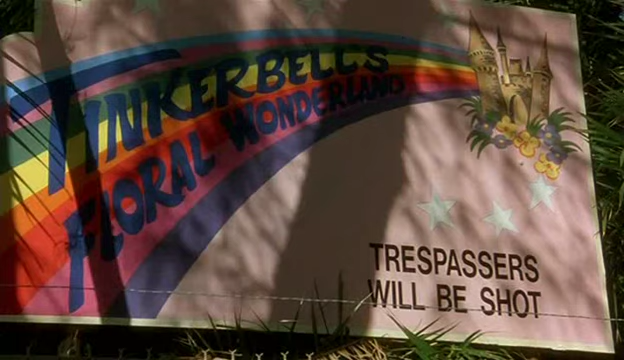 TINKERBELL'S
FLORAL WONDERLAND
TRESPASSERS
WILL BE SHOT